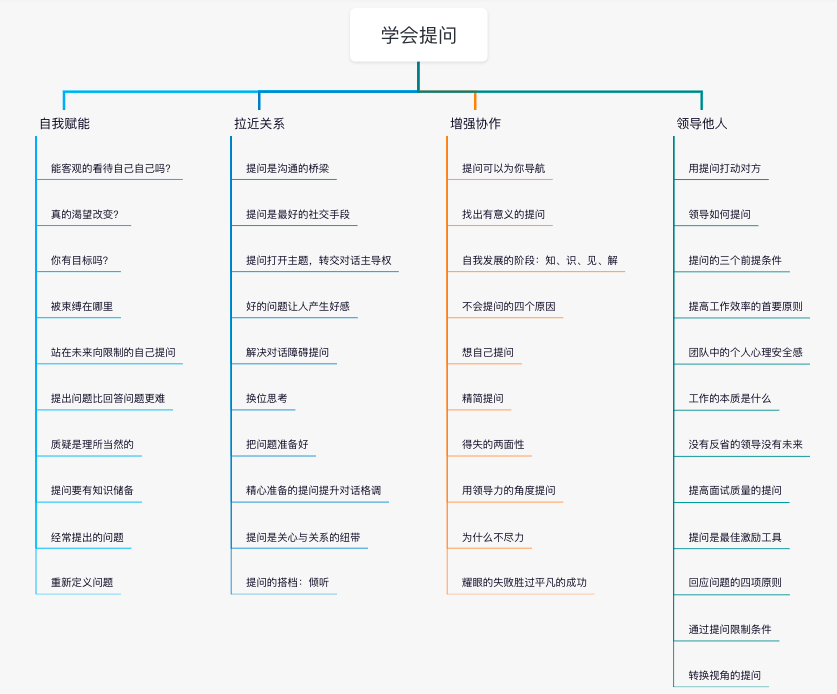 学会提问
自我赋能
能客观的看待自己自己吗？
真的渴望改变？
你有目标吗？
被束缚在哪里
站在未来向限制的自己提问
提出问题比回答问题更难
质疑是理所当然的
提问要有知识储备
经常提出的问题
重新定义问题
拉近关系
提问是沟通的桥梁
提问是最好的社交手段
提问打开主题，转交对话主导权
好的问题让人产生好感
解决对话障碍提问
换位思考
把问题准备好
精心准备的提问提升对话格调
提问是关心与关系的纽带
提问的搭档：倾听
增强协作
提问可以为你导航
找出有意义的提问
自我发展的阶段：知、识、见、解
不会提问的四个原因
想自己提问
精简提问
得失的两面性
用领导力的角度提问
为什么不尽力
耀眼的失败胜过平凡的成功
领导他人
用提问打动对方
领导如何提问
提问的三个前提条件
提高工作效率的首要原则
团队中的个人心理安全感
工作的本质是什么
没有反省的领导没有未来
提高面试质量的提问
提问是最佳激励工具
回应问题的四项原则
通过提问限制条件
转换视角的提问